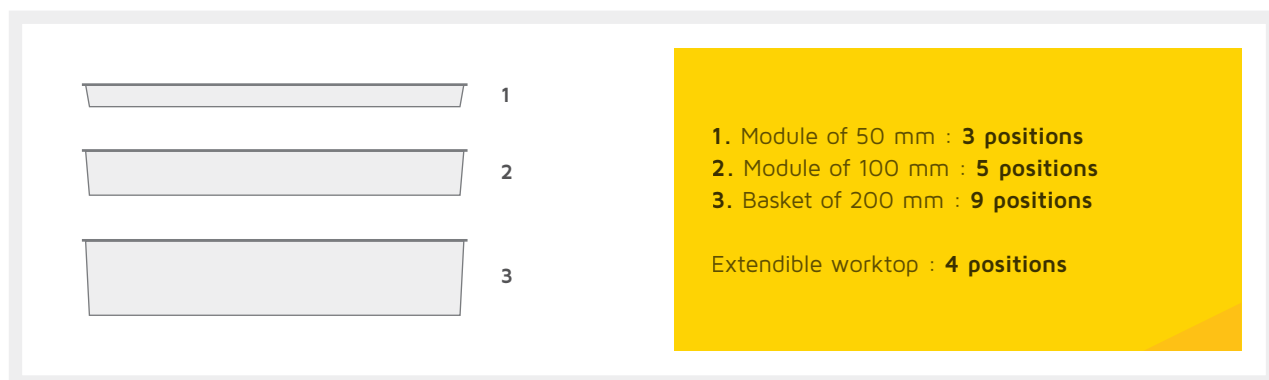 1
2
3
1. Module of 50 mm : 3 positions
2. Module of 100 mm : 5 positions
3. Basket of 200 mm : 9 positions
Extendible worktop : 4 positions